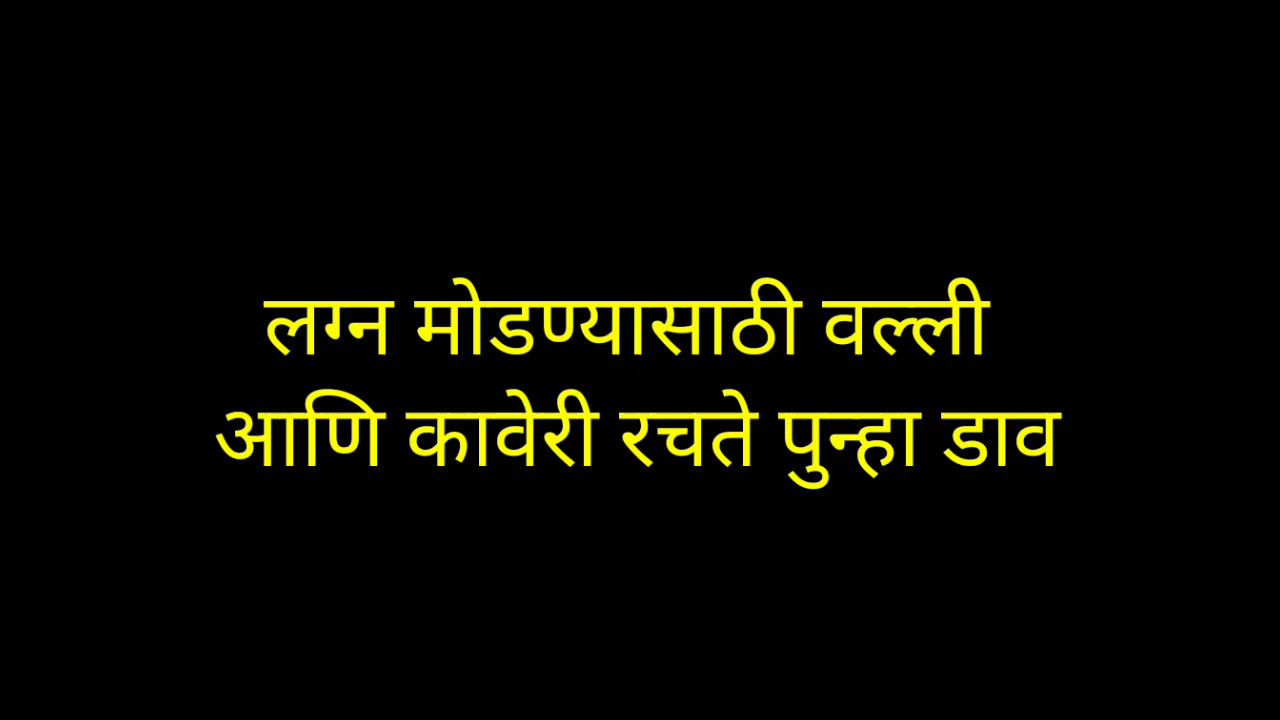 लग्न मोडण्यासाठी वल्ली
आणि कावेरी रचते पुन्हा डाव